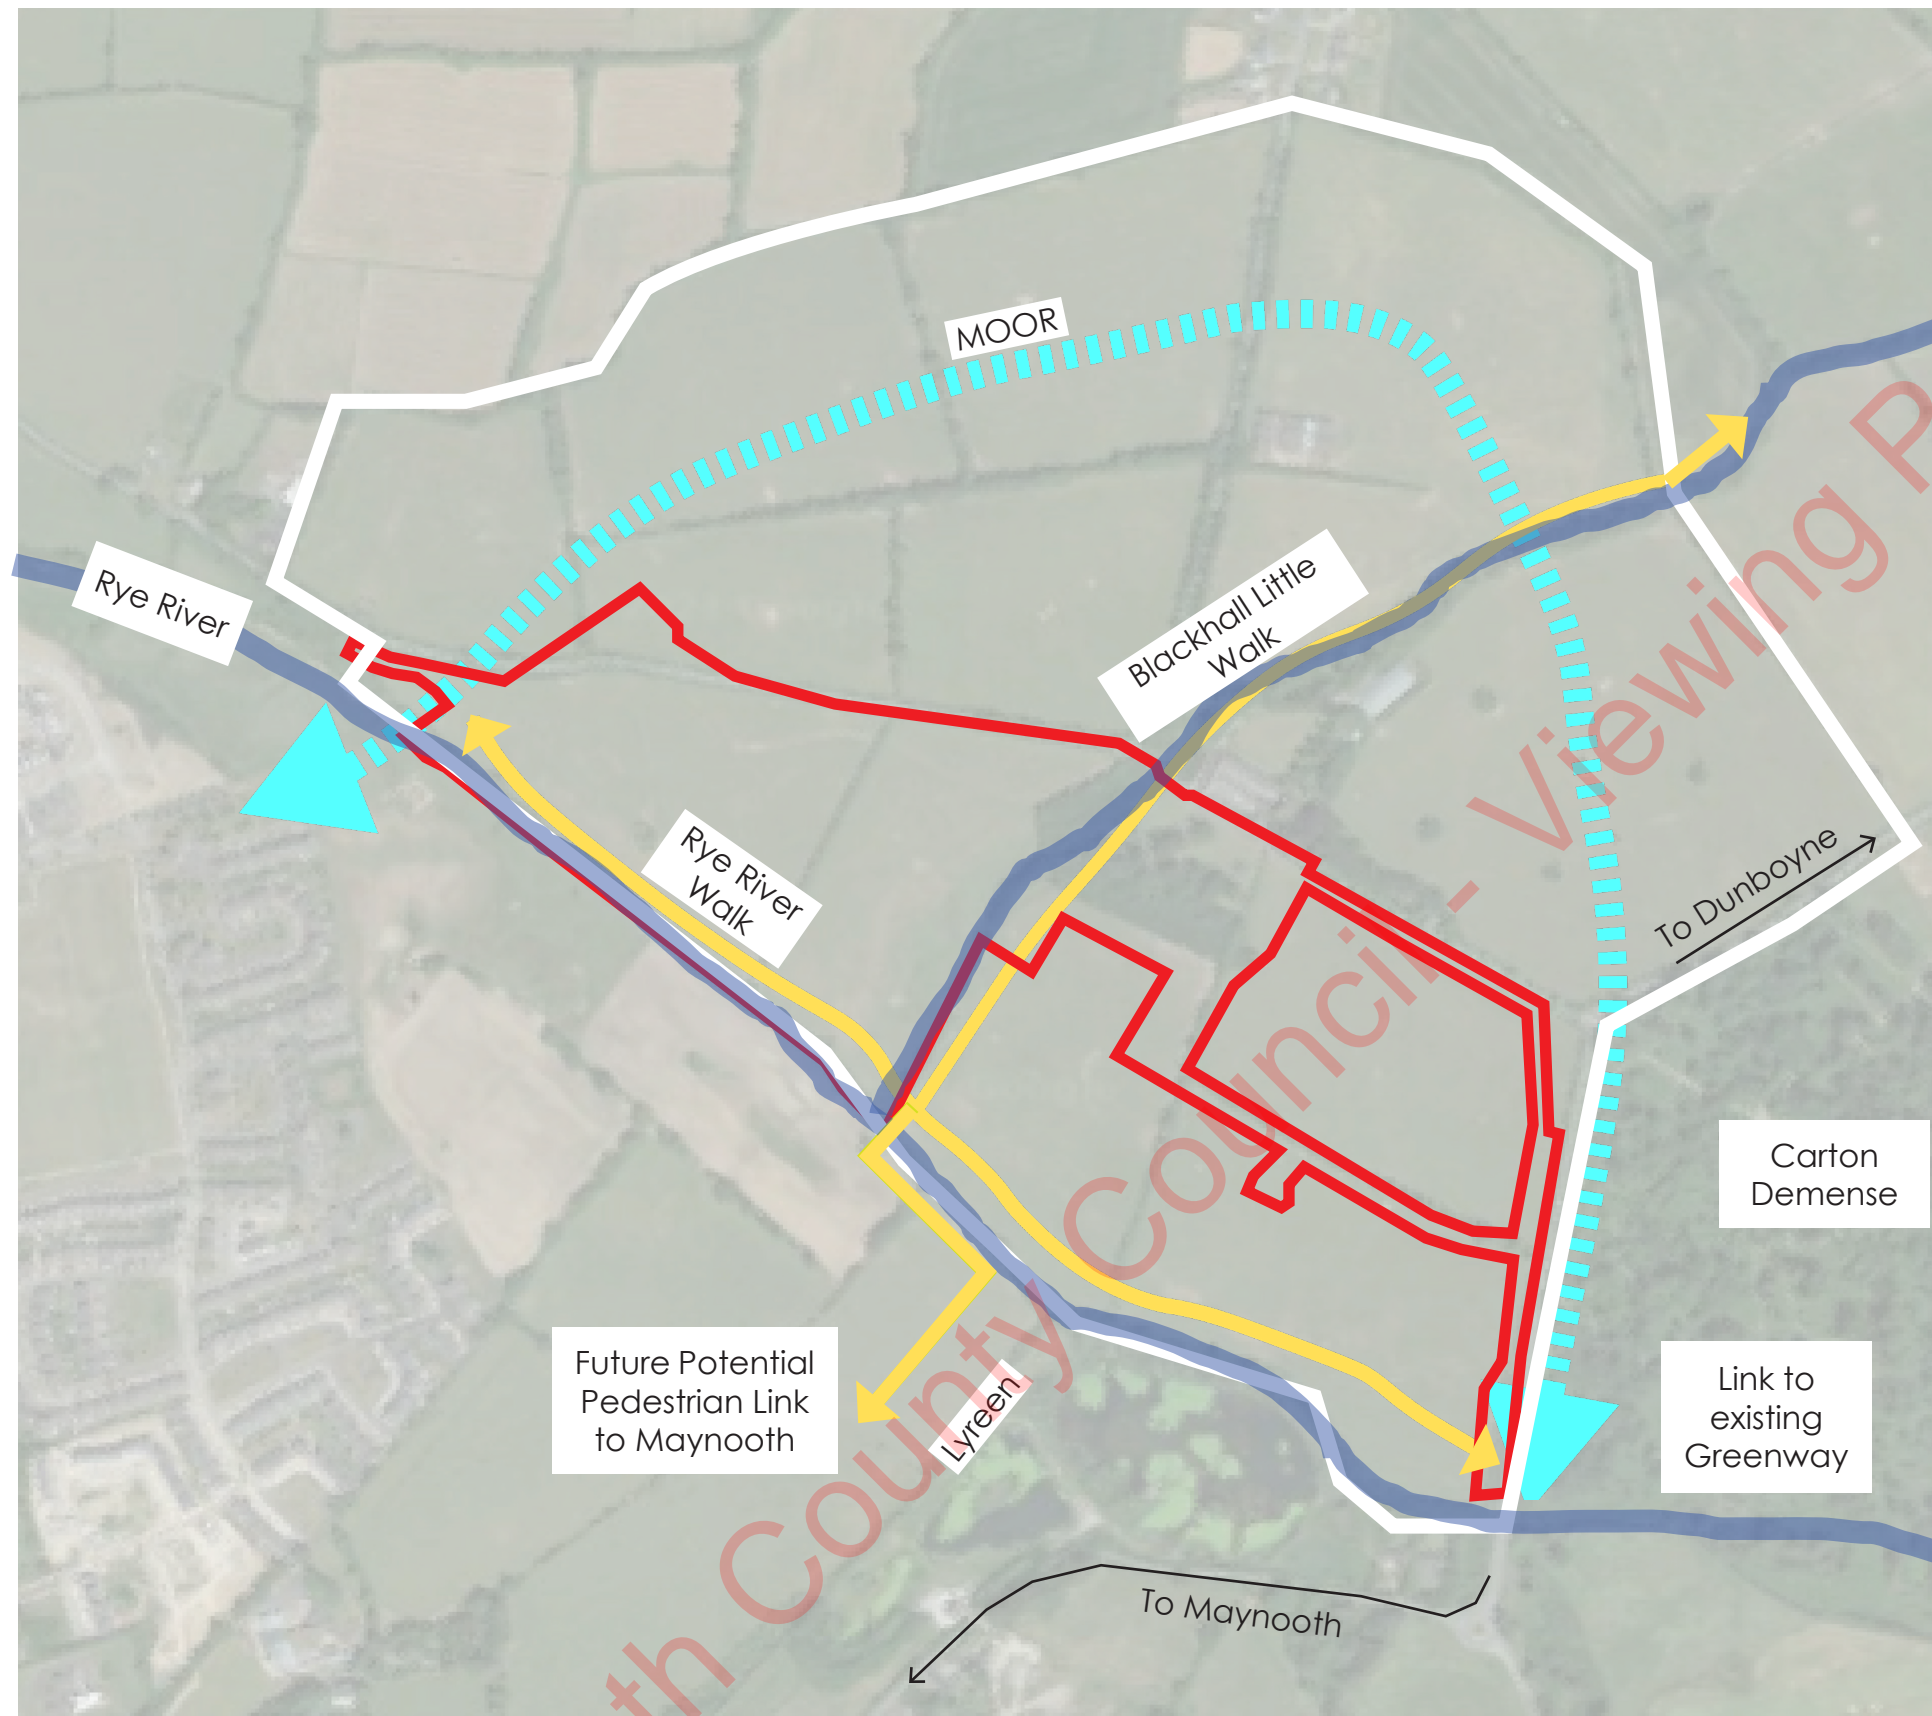 MOOR
Rye River
Blackhall Little
Walk
Rye River
Walk
To Dunboyne
Carton
Demense
Future Potential
Pedestrian Link
to Maynooth
Lyreen
Link to
existing
Greenway
To Maynooth
th County Council - Viewing P